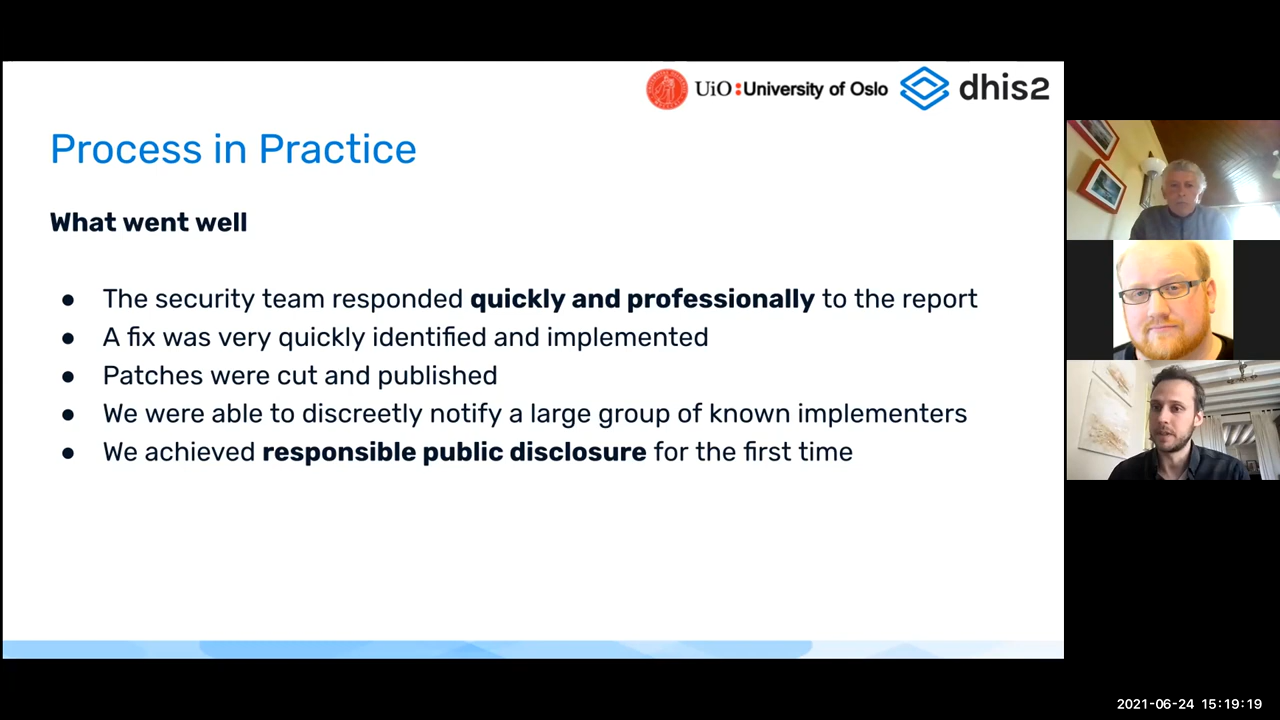 UiO:University of Oslo dhis2
Process in Practice
What went well
● The security team responded quickly and professionally to the report
● A fix was very quickly identified and implemented
● Patches were cut and published
● We were able to discreetly notify a large group of known implementers
● We achieved responsible public disclosure for the first time
2021-06-24 15:19:19